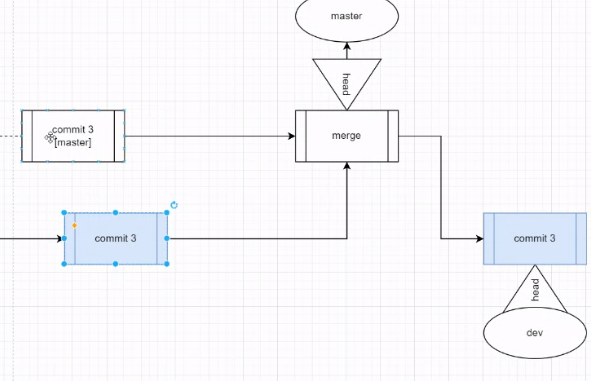 master
head
commit 3
[master]
merge
commit 3
commit 3
head
dev